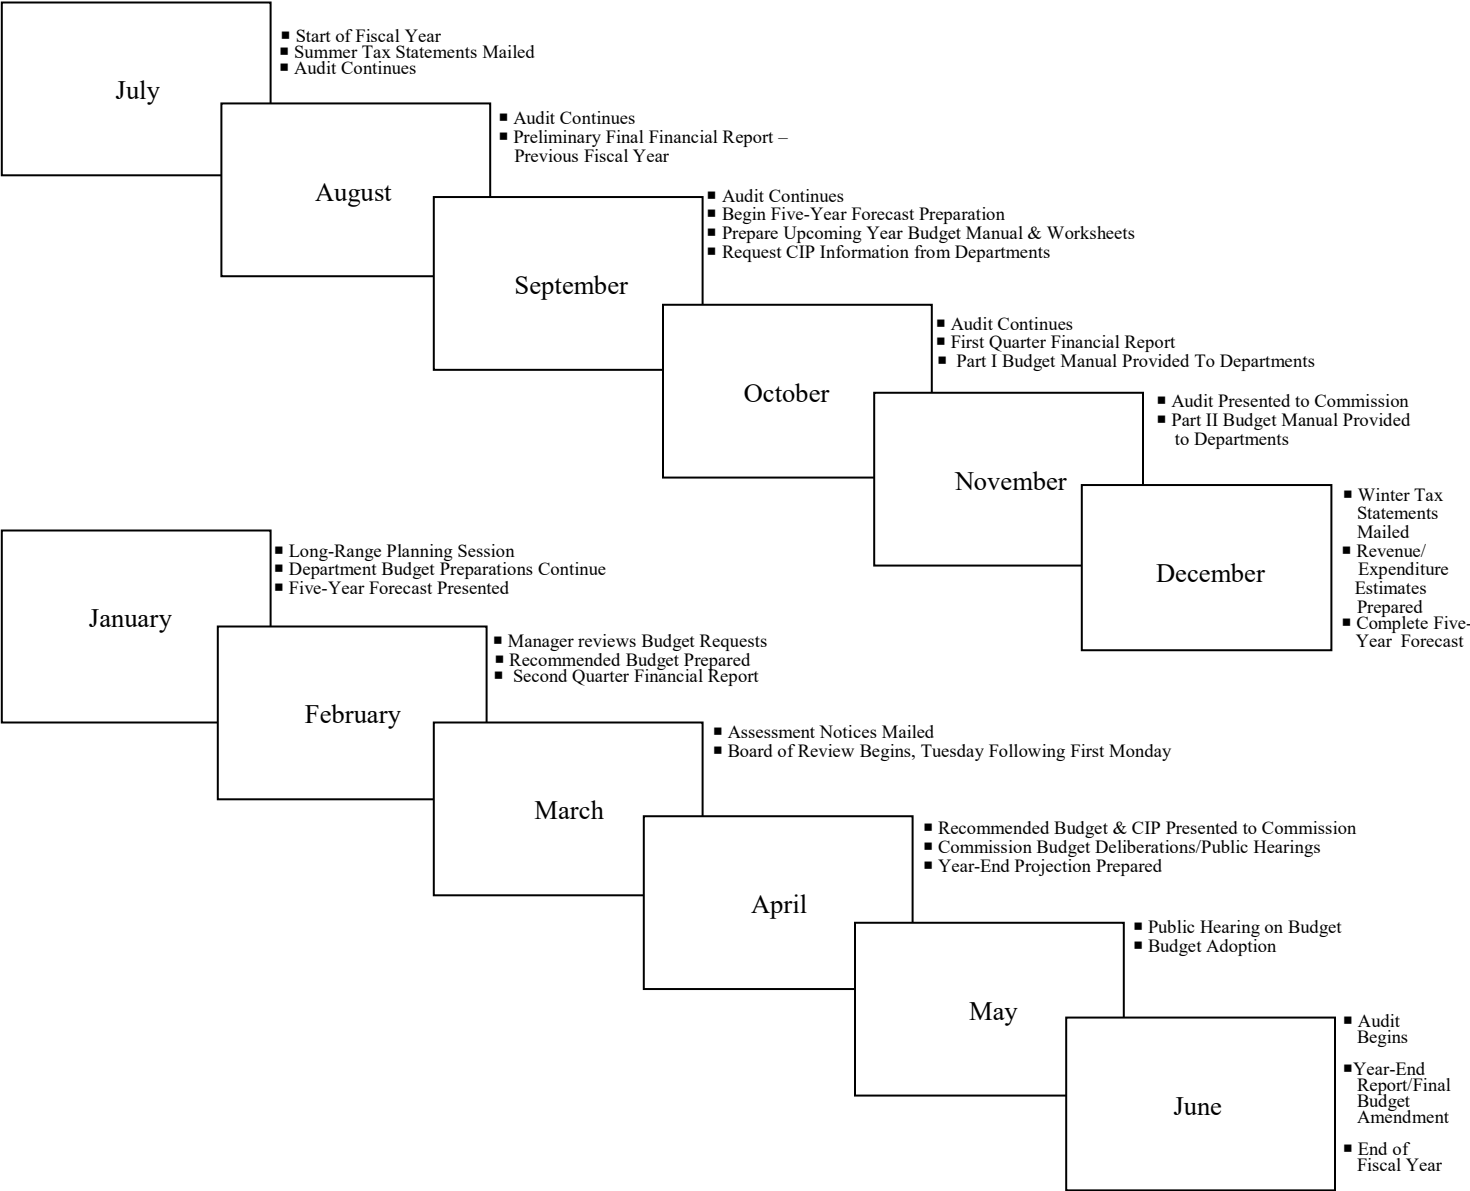 July
■ Start of Fiscal Year
■ Summer Tax Statements Mailed
■ Audit Continues
August
■ Audit Continues
■ Preliminary Final Financial Report –
Previous Fiscal Year
September
■ Audit Continues
■ Begin Five-Year Forecast Preparation
■ Prepare Upcoming Year Budget Manual & Worksheets
■ Request CIP Information from Departments
October
■ Audit Continues
■ First Quarter Financial Report
■ Part I Budget Manual Provided To Departments
November
■ Audit Presented to Commission
■ Part II Budget Manual Provided
to Departments
December
■ Winter Tax
Statements
Mailed
■ Revenue/
Expenditure
Estimates
Prepared
■ Complete Five-
Year Forecast
January
■ Long-Range Planning Session
■ Department Budget Preparations Continue
■ Five-Year Forecast Presented
February
■ Manager reviews Budget Requests
■ Recommended Budget Prepared
■ Second Quarter Financial Report
March
■ Assessment Notices Mailed
■ Board of Review Begins, Tuesday Following First Monday
April
■ Recommended Budget & CIP Presented to Commission
■ Commission Budget Deliberations/Public Hearings
■ Year-End Projection Prepared
May
■ Public Hearing on Budget
■ Budget Adoption
June
■ Audit
Begins
■Year-End
Report/Final
Budget
Amendment
■ End of
Fiscal Year